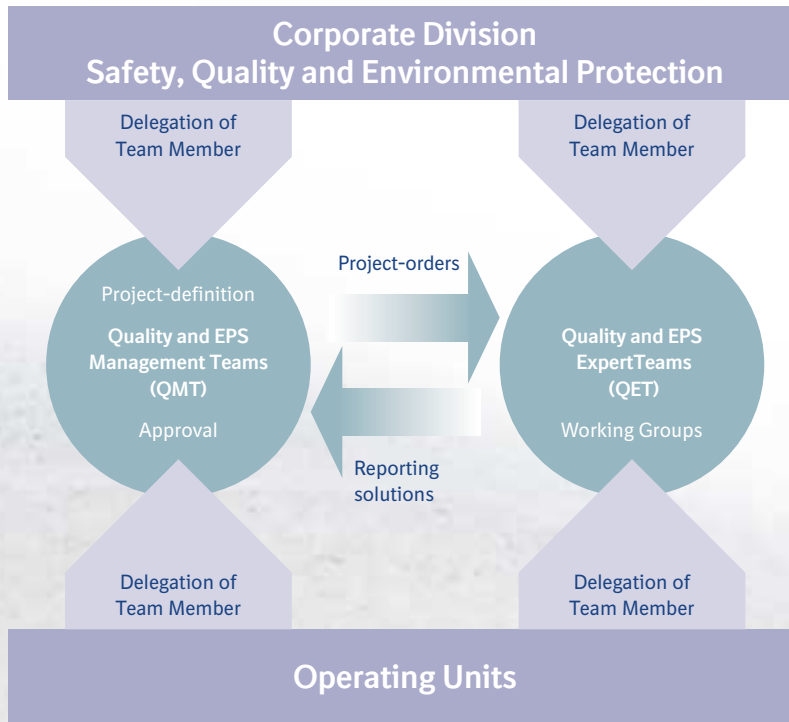 Corporate Division
Safety, Quality and Environmental Protection
Delegation of
Team Member
Delegation of
Team Member
Project-definition
Quality and EPS
Management Teams
(QMT)
Approval
Project-orders
Reporting
solutions
Quality and EPS
ExpertTeams
(QET)
Working Groups
Delegation of
Team Member
Delegation of
Team Member
Operating Units